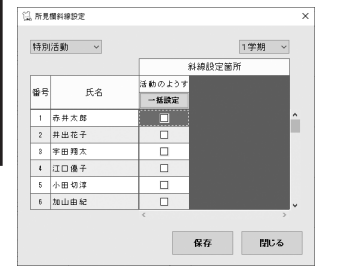 所見欄斜線設定
特別活動 1学期
斜線設定箇所
番号 氏名 活動のようす
一括設定
1 赤井太郎
2 井出花子
3 宇田翔太
4 江口優子
5 小田切淳
6 加山由紀
保存 閉じる